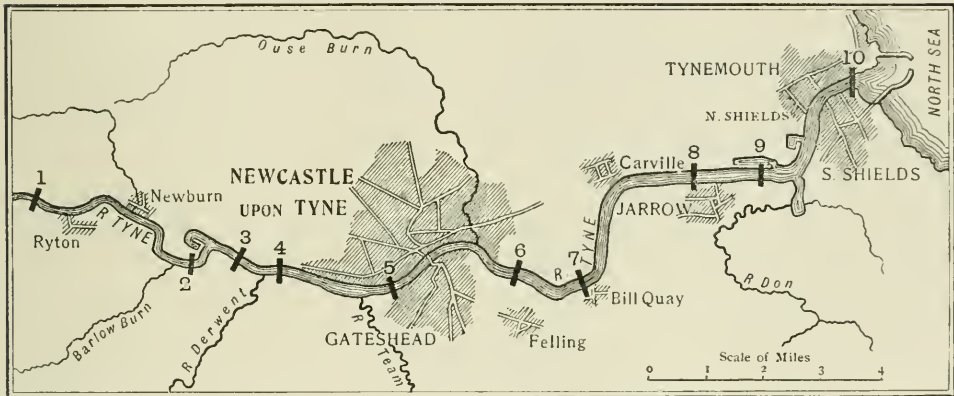 Ouse Burn
TYNEMOUTH
10
NORTH SEA
N. SHIELDS
1
Newburn
NEWCASTLE
UPON TYNE
Carville
8
9
S. SHIELDS
R TYNE
Ryton
JARROW
2
3
4
5
6
7
R. TYNE
Barlow Burn
R Derwent
GATESHEAD
R Team
Felling
Bill Quay
R Don
Scale of Miles
0 1 2 3 4